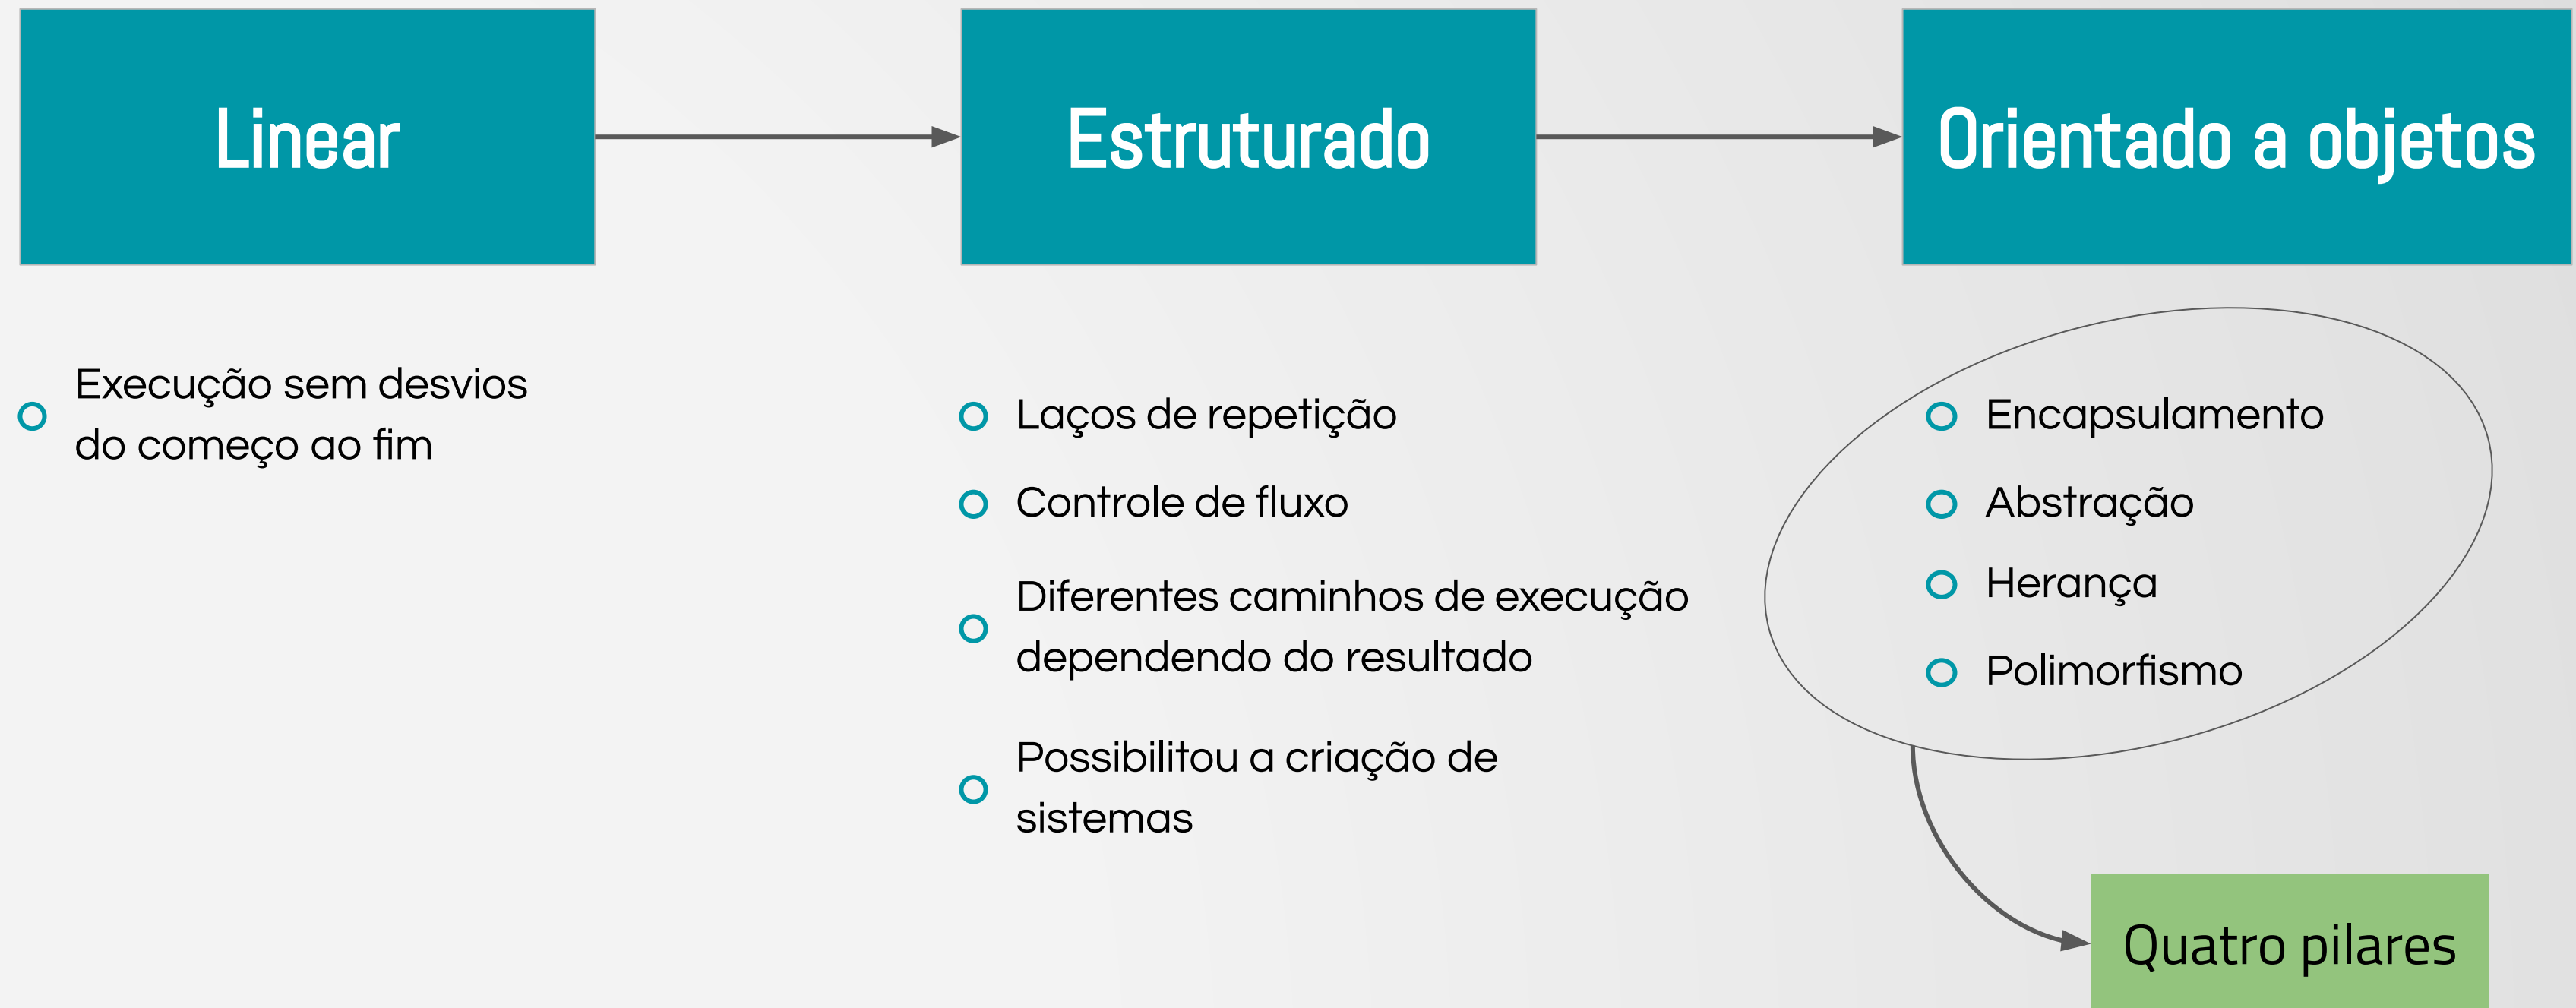 Linear
Estruturado
Orientado a objetos
Execução sem desvios
do começo ao fim
Laços de repetição
Controle de fluxo
Diferentes caminhos de execução
dependendo do resultado
Possibilitou a criação de
sistemas
Encapsulamento
Abstração
Herança
Polimorfismo
Quatro pilares